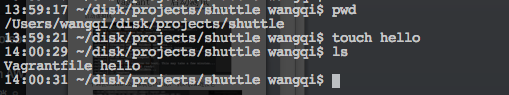 13:59:17 ~/disk/projects/shuttle wangqi$ pwd
/Users/wangqi/disk/projects/shuttle
13:59:21 ~/disk/projects/shuttle wangqi$ touch hello
14:00:29 ~/disk/projects/shuttle wangqi$ ls
Vagrantfile hello
14:00:31 ~/disk/projects/shuttle wangqi$